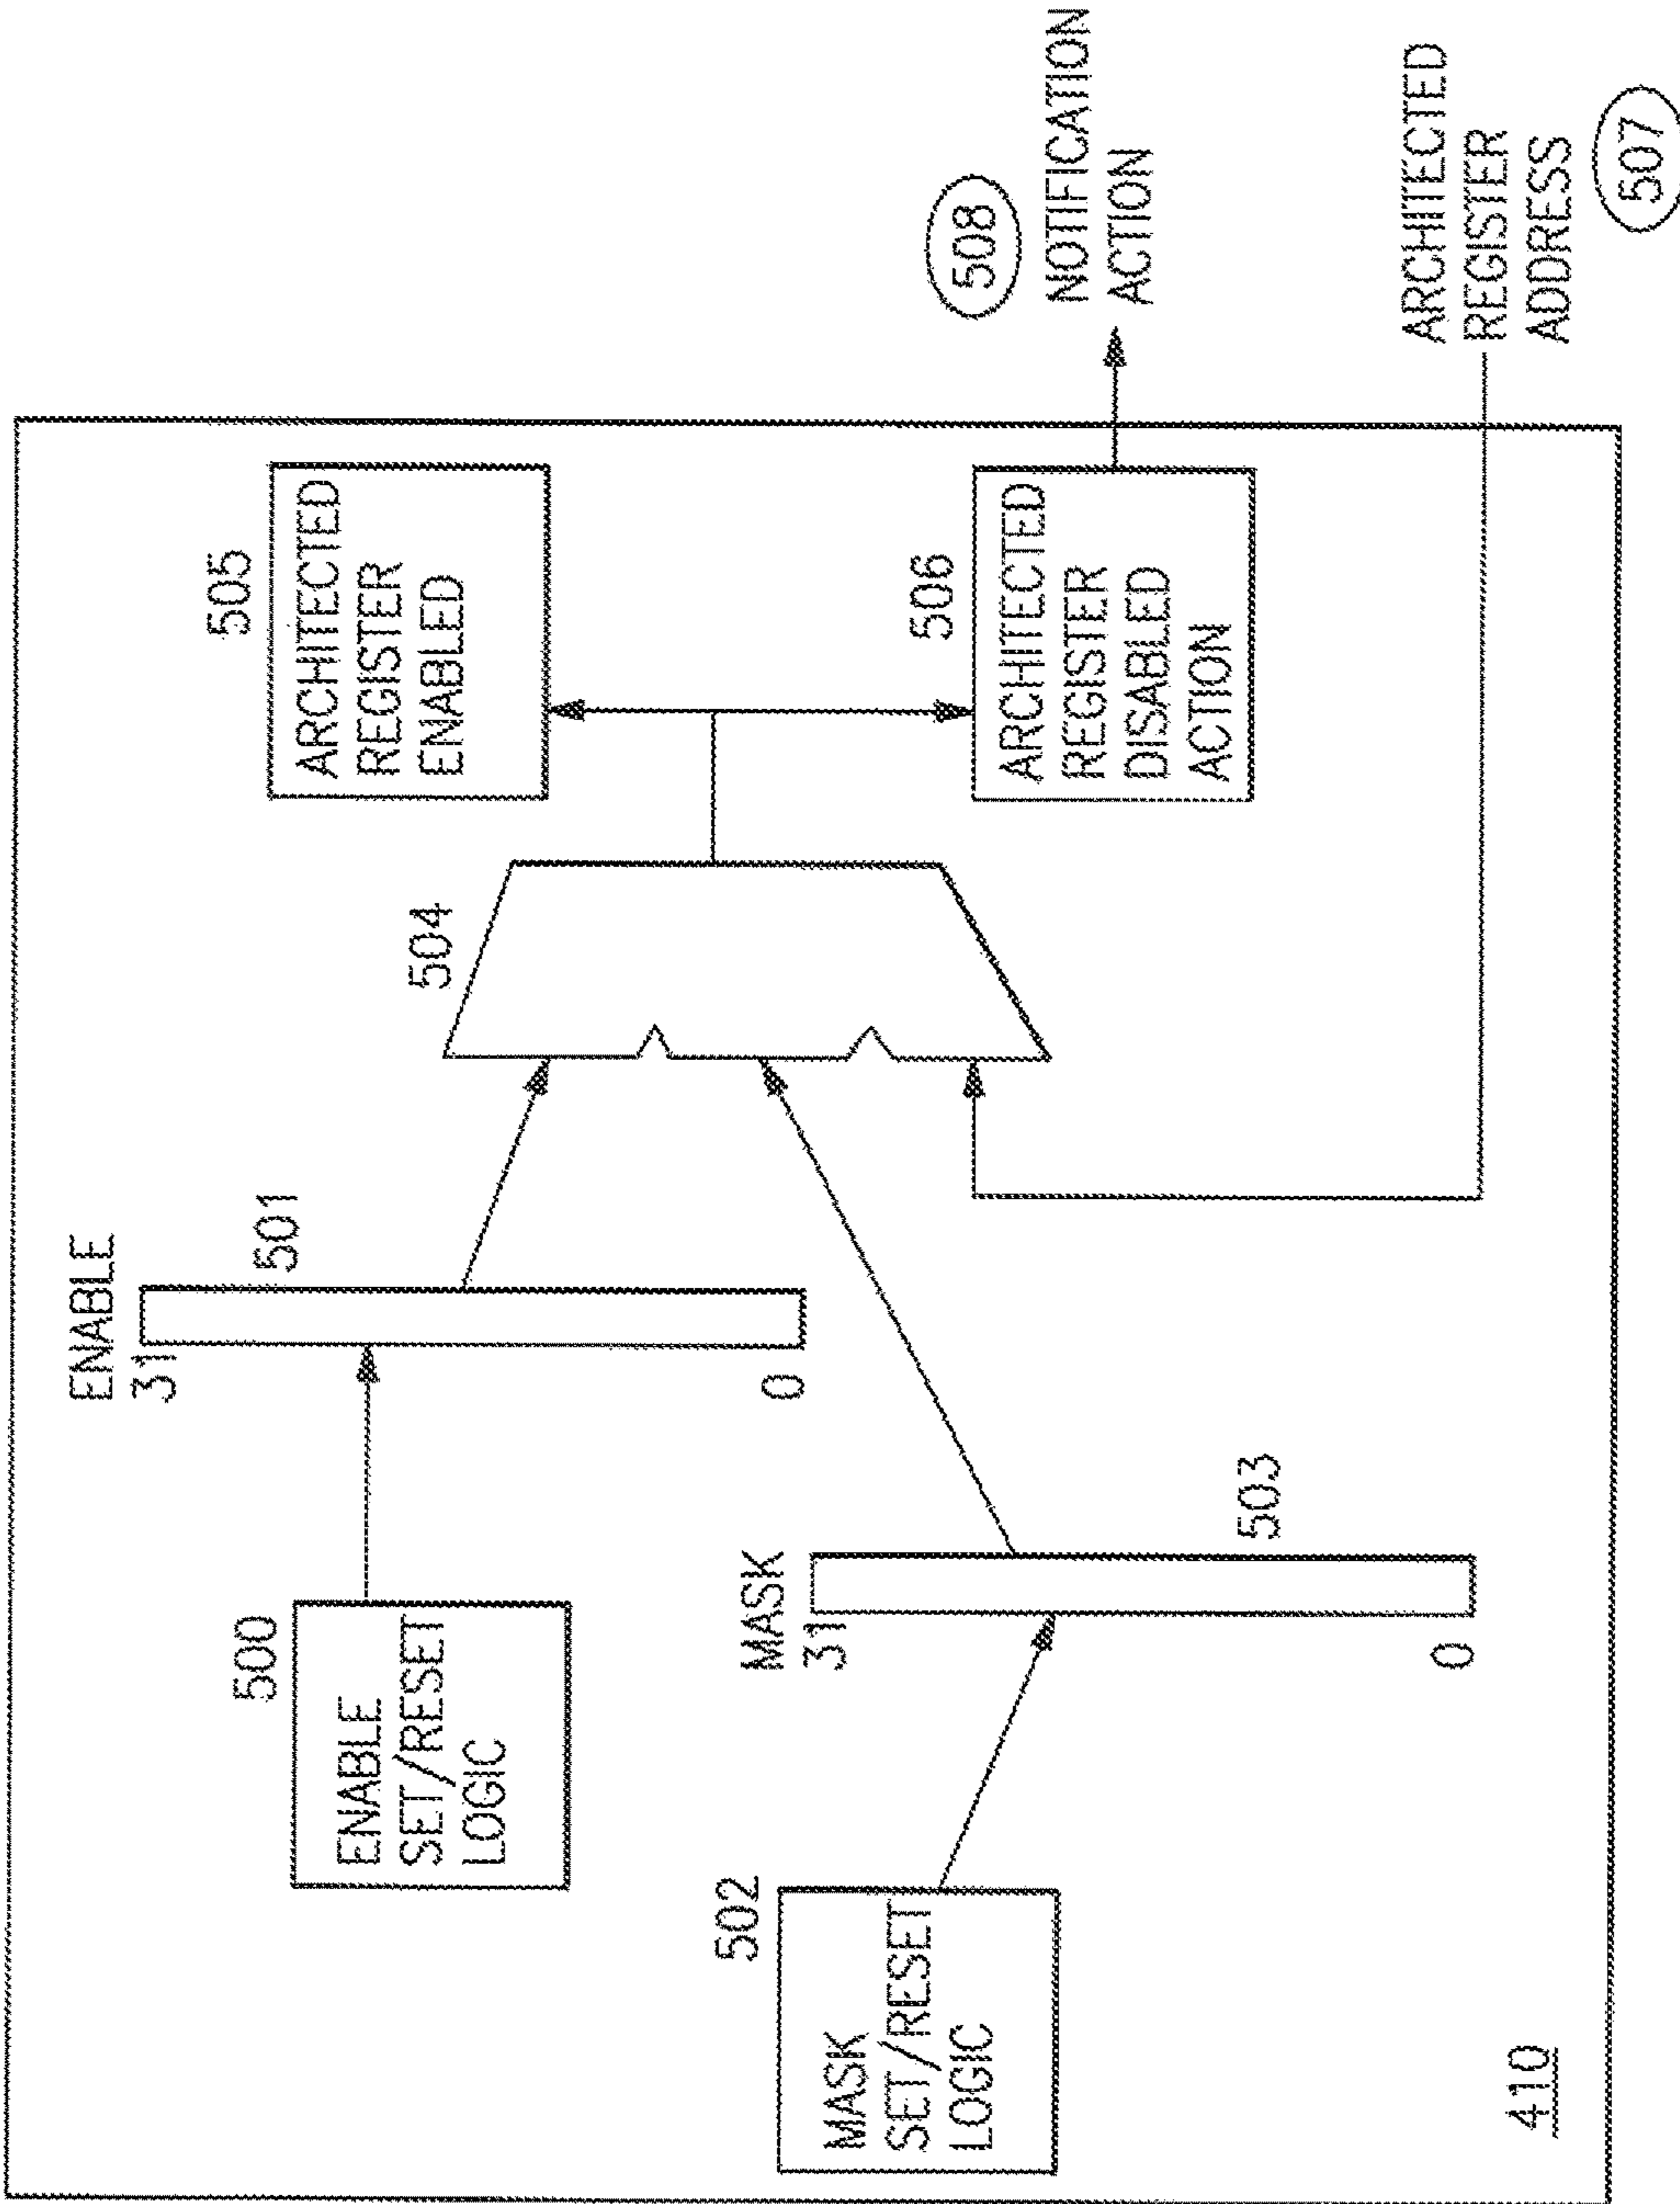 ENABLE
31
501
0
500
ENABLE
SET/RESET
LOGIC
MASK
31
503
0
502
MASK
SET/RESET
LOGIC
504
505
ARCHITECTED
REGISTER
ENABLED
506
ARCHITECTED
REGISTER
DISABLED
ACTION
508
NOTIFICATION
ACTION
ARCHITECTED
REGISTER
ADDRESS
507
410